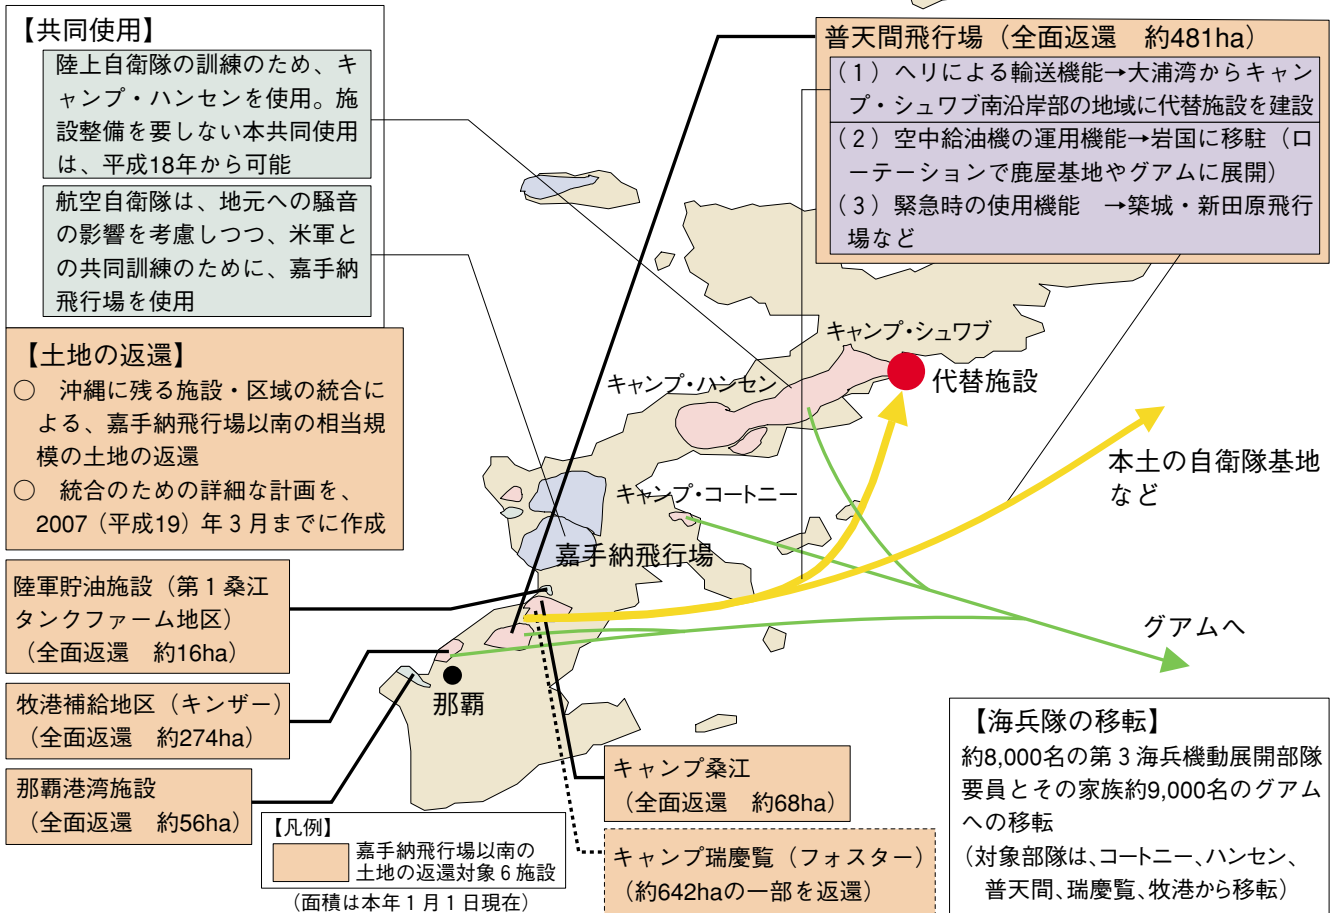 【共同使用】
陸上自衛隊の訓練のため、キ
ャンプ・ハンセンを使用。施
設整備を要しない本共同使用
は、平成18年から可能
航空自衛隊は、地元への騒音
の影響を考慮しつつ、米軍と
の共同訓練のために、嘉手納
飛行場を使用
【土地の返還】
○　沖縄に残る施設・区域の統合に
よる、嘉手納飛行場以南の相当規
模の土地の返還
○　統合のための詳細な計画を、
2007（平成19）年３月までに作成
普天間飛行場（全面返還　約481ha）
（１）ヘリによる輸送機能→大浦湾からキャン
プ・シュワブ南沿岸部の地域に代替施設を建設
（２）空中給油機の運用機能→岩国に移駐（ロ
ーテーションで鹿屋基地やグアムに展開）
（３）緊急時の使用機能　→築城・新田原飛行
場など
キャンプ・シュワブ
代替施設
キャンプ・ハンセン
本土の自衛隊基地
など
キャンプ・コートニー
嘉手納飛行場
グアムへ
那覇
陸軍貯油施設（第１桑江
タンクファーム地区）
（全面返還　約16ha）
牧港補給地区（キンザー）
（全面返還　約274ha）
那覇港湾施設
（全面返還　約56ha）
【凡例】
嘉手納飛行場以南の
土地の返還対象６施設
（面積は本年１月１日現在）
キャンプ桑江
（全面返還　約68ha）
キャンプ瑞慶覧（フォスター）
（約642haの一部を返還）
【海兵隊の移転】
約8,000名の第３海兵機動展開部隊
要員とその家族約9,000名のグアム
への移転
（対象部隊は、コートニー、ハンセン、
普天間、瑞慶覧、牧港から移転）